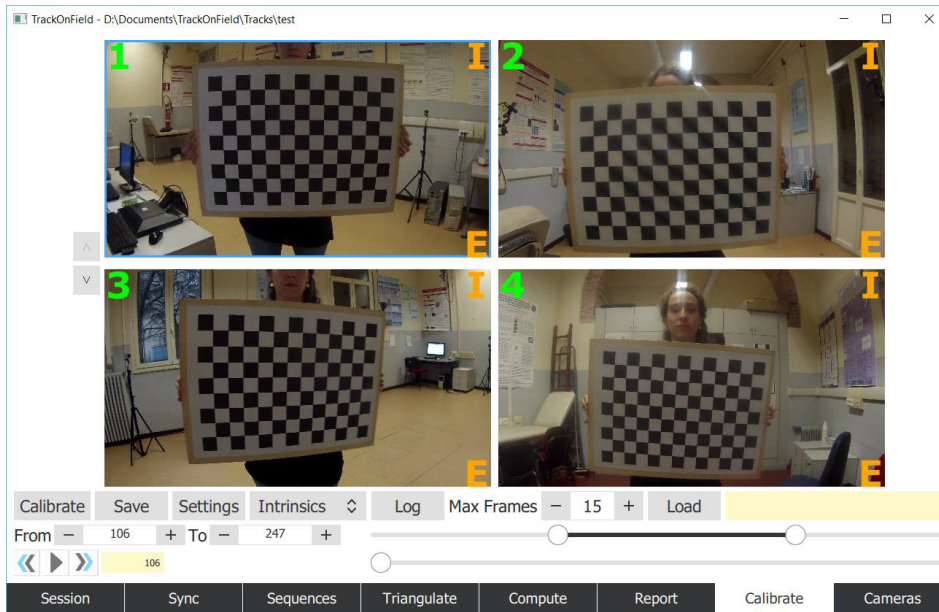 TrackOnField - D:\Documents\TrackOnField\Tracks\test
1 I 2 I
E E
3 I 4 I
E E
Calibrate Save Settings Intrinsics Log Max Frames − 15 + Load
From − 106 + To − 247 +
106
Session Sync Sequences Triangulate Compute Report Calibrate Cameras